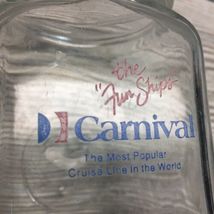 the
"Fun Ships"
Carnival
The Most Popular
Cruise Line in the World